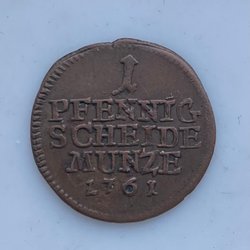 1
PFENNIG
SCHEIDE
MUNZE
1761